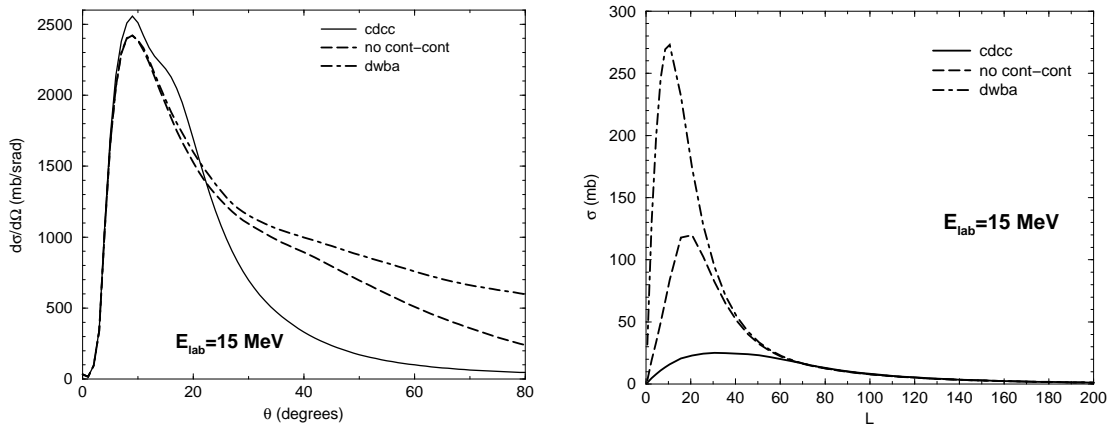 2500
2000
1500
1000
500
0
dσ/dΩ (mb/srad)
0 20 40 60 80
θ (degrees)
cdcc
no cont−cont
dwba
E_lab=15 MeV
300
250
200
150
100
50
0
σ (mb)
0 20 40 60 80 100 120 140 160 180 200
L
cdcc
no cont−cont
dwba
E_lab=15 MeV